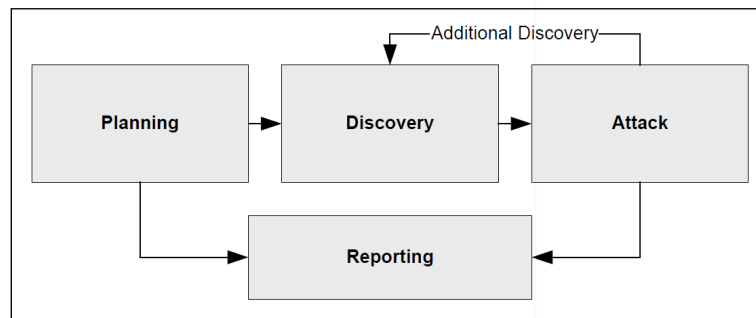 Additional Discovery
Planning
Discovery
Attack
Reporting